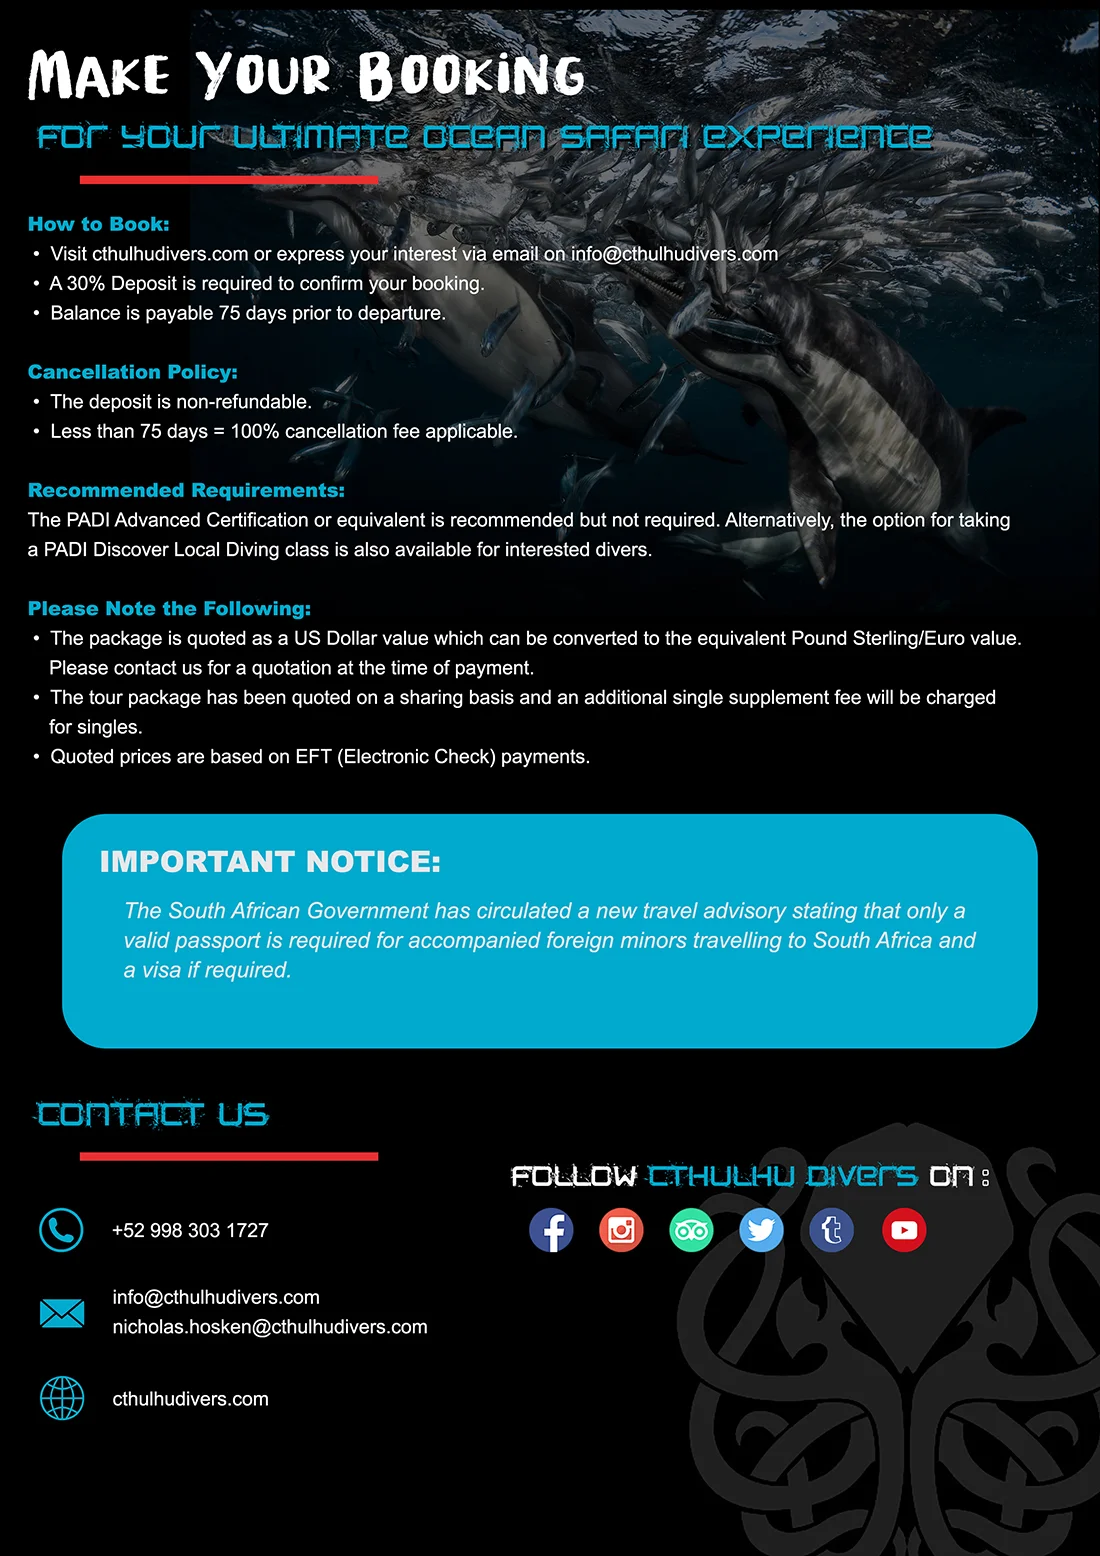 Make Your Booking
For your ultimate ocean safari experience
How to Book:
• Visit cthulhudivers.com or express your interest via email on info@cthulhudivers.com
• A 30% Deposit is required to confirm your booking.
• Balance is payable 75 days prior to departure.
Cancellation Policy:
• The deposit is non-refundable.
• Less than 75 days = 100% cancellation fee applicable.
Recommended Requirements:
The PADI Advanced Certification or equivalent is recommended but not required. Alternatively, the option for taking
a PADI Discover Local Diving class is also available for interested divers.
Please Note the Following:
• The package is quoted as a US Dollar value which can be converted to the equivalent Pound Sterling/Euro value.
Please contact us for a quotation at the time of payment.
• The tour package has been quoted on a sharing basis and an additional single supplement fee will be charged
for singles.
• Quoted prices are based on EFT (Electronic Check) payments.
IMPORTANT NOTICE:
The South African Government has circulated a new travel advisory stating that only a
valid passport is required for accompanied foreign minors travelling to South Africa and
a visa if required.
Contact us
Follow Cthulhu Divers on :
+52 998 303 1727
info@cthulhudivers.com
nicholas.hosken@cthulhudivers.com
cthulhudivers.com